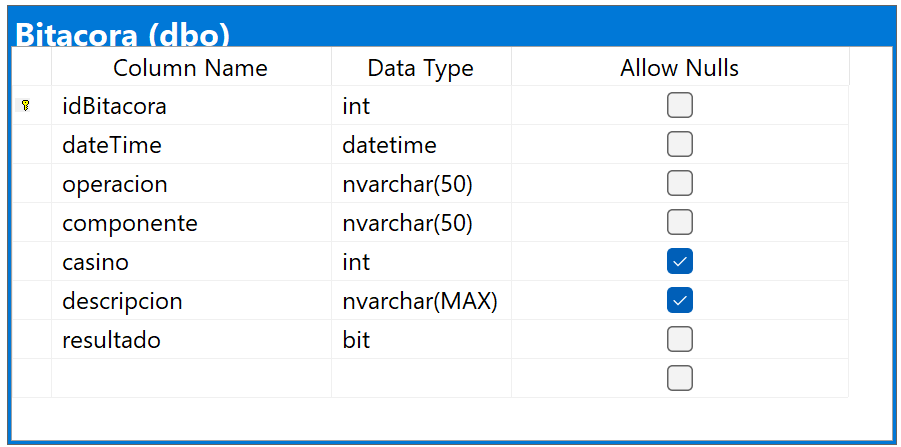 Bitacora (dbo)
Column Name Data Type Allow Nulls
idBitacora int
dateTime datetime
operacion nvarchar(50)
componente nvarchar(50)
casino int
descripcion nvarchar(MAX)
resultado bit